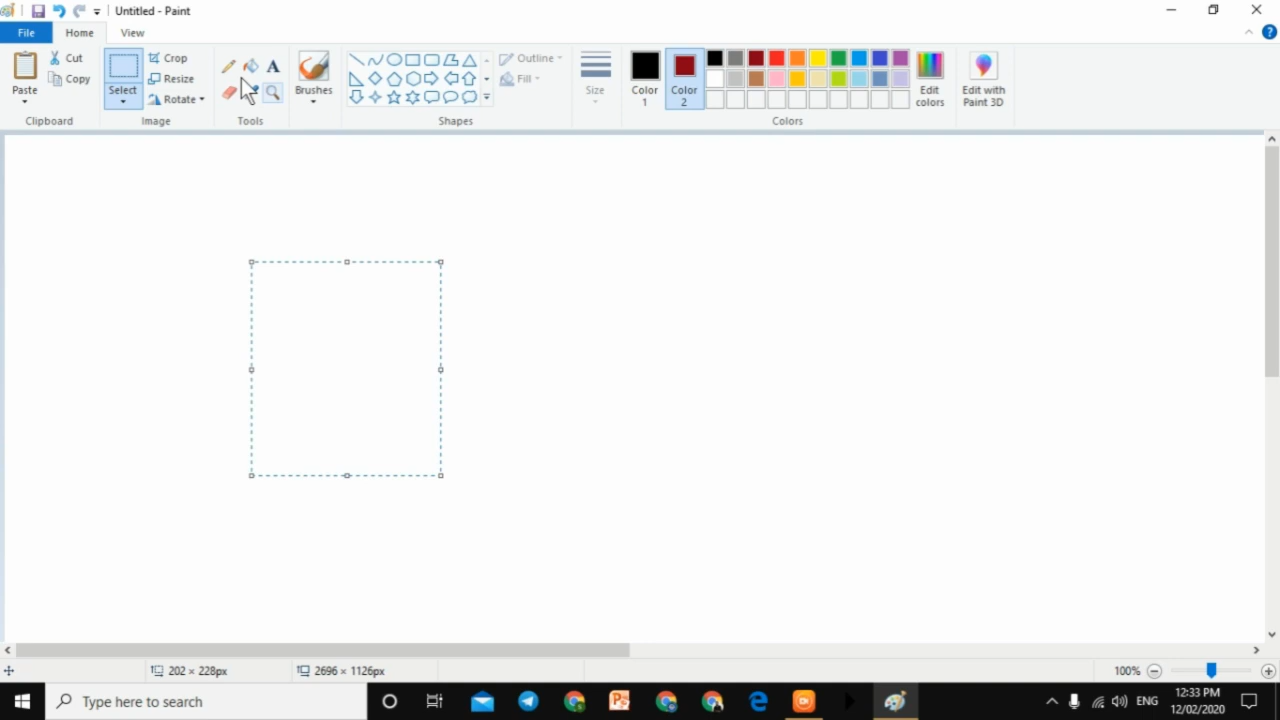 Untitled - Paint
File Home View
Paste
Cut
Copy
Clipboard
Select
Crop
Resize
Rotate
Image
A
Tools
Brushes
Shapes
Outline
Fill
Size
Color 1
Color 2
Edit colors
Colors
Edit with Paint 3D
202 × 228px
2696 × 1126px
100%
Type here to search
ENG
12:33 PM
12/02/2020